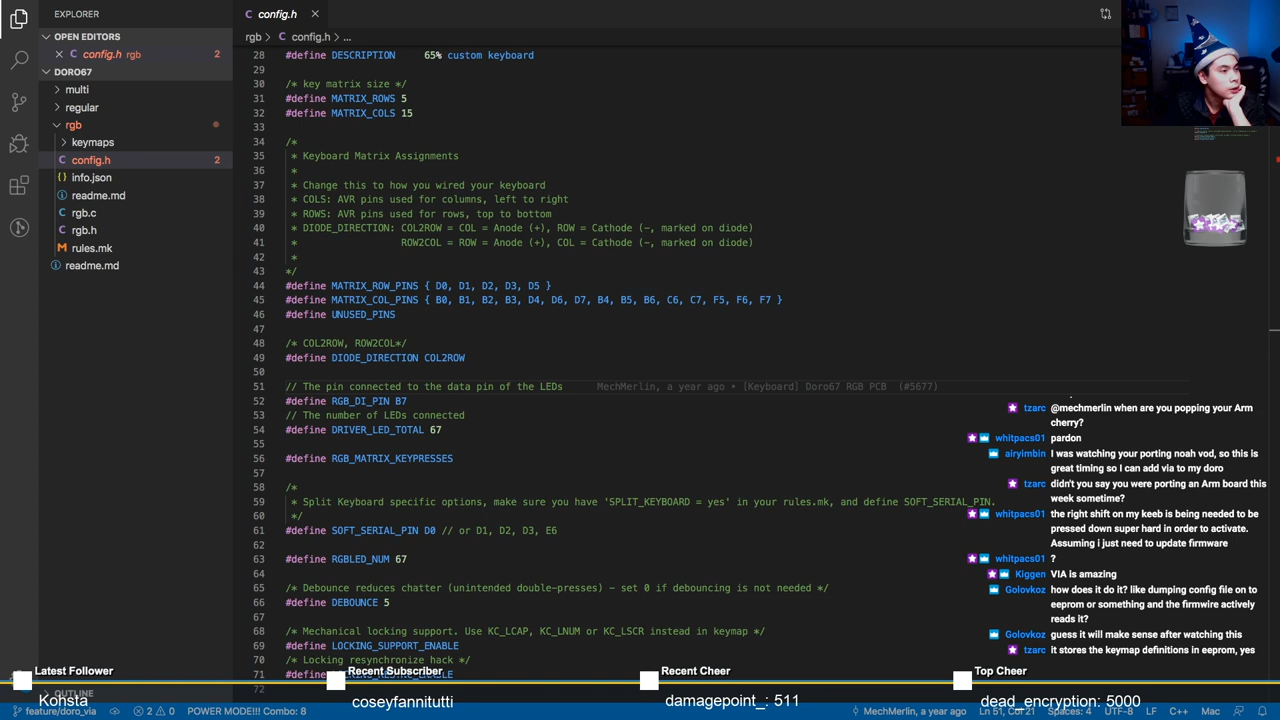 EXPLORER
OPEN EDITORS
config.h rgb 2
DORO67
multi
regular
rgb
keymaps
config.h 2
info.json
readme.md
rgb.c
rgb.h
rules.mk
readme.md
OUTLINE
config.h
rgb > config.h > ...
28 #define DESCRIPTION 65% custom keyboard
29
30 /* key matrix size */
31 #define MATRIX_ROWS 5
32 #define MATRIX_COLS 15
33
34 /*
35 * Keyboard Matrix Assignments
36 *
37 * Change this to how you wired your keyboard
38 * COLS: AVR pins used for columns, left to right
39 * ROWS: AVR pins used for rows, top to bottom
40 * DIODE_DIRECTION: COL2ROW = COL = Anode (+), ROW = Cathode (-, marked on diode)
41 * ROW2COL = ROW = Anode (+), COL = Cathode (-, marked on diode)
42 *
43 */
44 #define MATRIX_ROW_PINS { D0, D1, D2, D3, D5 }
45 #define MATRIX_COL_PINS { B0, B1, B2, B3, D4, D6, D7, B4, B5, B6, C6, C7, F5, F6, F7 }
46 #define UNUSED_PINS
47
48 /* COL2ROW, ROW2COL*/
49 #define DIODE_DIRECTION COL2ROW
50
51 // The pin connected to the data pin of the LEDs MechMerlin, a year ago • [Keyboard] Doro67 RGB PCB (#5677)
52 #define RGB_DI_PIN B7
53 // The number of LEDs connected
54 #define DRIVER_LED_TOTAL 67
55
56 #define RGB_MATRIX_KEYPRESSES
57
58 /*
59 * Split Keyboard specific options, make sure you have 'SPLIT_KEYBOARD = yes' in your rules.mk, and define SOFT_SERIAL_PIN.
60 */
61 #define SOFT_SERIAL_PIN D0 // or D1, D2, D3, E6
62
63 #define RGBLED_NUM 67
64
65 /* Debounce reduces chatter (unintended double-presses) - set 0 if debouncing is not needed */
66 #define DEBOUNCE 5
67
68 /* Mechanical locking support. Use KC_LCAP, KC_LNUM or KC_LSCR instead in keymap */
69 #define LOCKING_SUPPORT_ENABLE
70 /* Locking resynchronize hack */
71 #define
72
tzarc @mechmerlin when are you popping your Arm
cherry?
whitpacs01 pardon
airyimbin I was watching your porting noah vod, so this is
great timing so I can add via to my doro
tzarc didn't you say you were porting an Arm board this
week sometime?
whitpacs01 the right shift on my keeb is being needed to be
pressed down super hard in order to activate.
Assuming i just need to update firmware
whitpacs01 ?
Kiggen VIA is amazing
Golovkoz how does it do it? like dumping config file on to
eeprom or something and the firmwire actively
reads it?
Golovkoz guess it will make sense after watching this
tzarc it stores the keymap definitions in eeprom, yes
Latest Follower
Konsta
Recent Subscriber
coseyfannitutti
Recent Cheer
damagepoint_: 511
Top Cheer
dead_encryption: 5000
feature/doro_via 2 0 POWER MODE!!! Combo: 8
MechMerlin, a year ago Ln 51, Col 21 Spaces: 4 UTF-8 LF C++ Mac